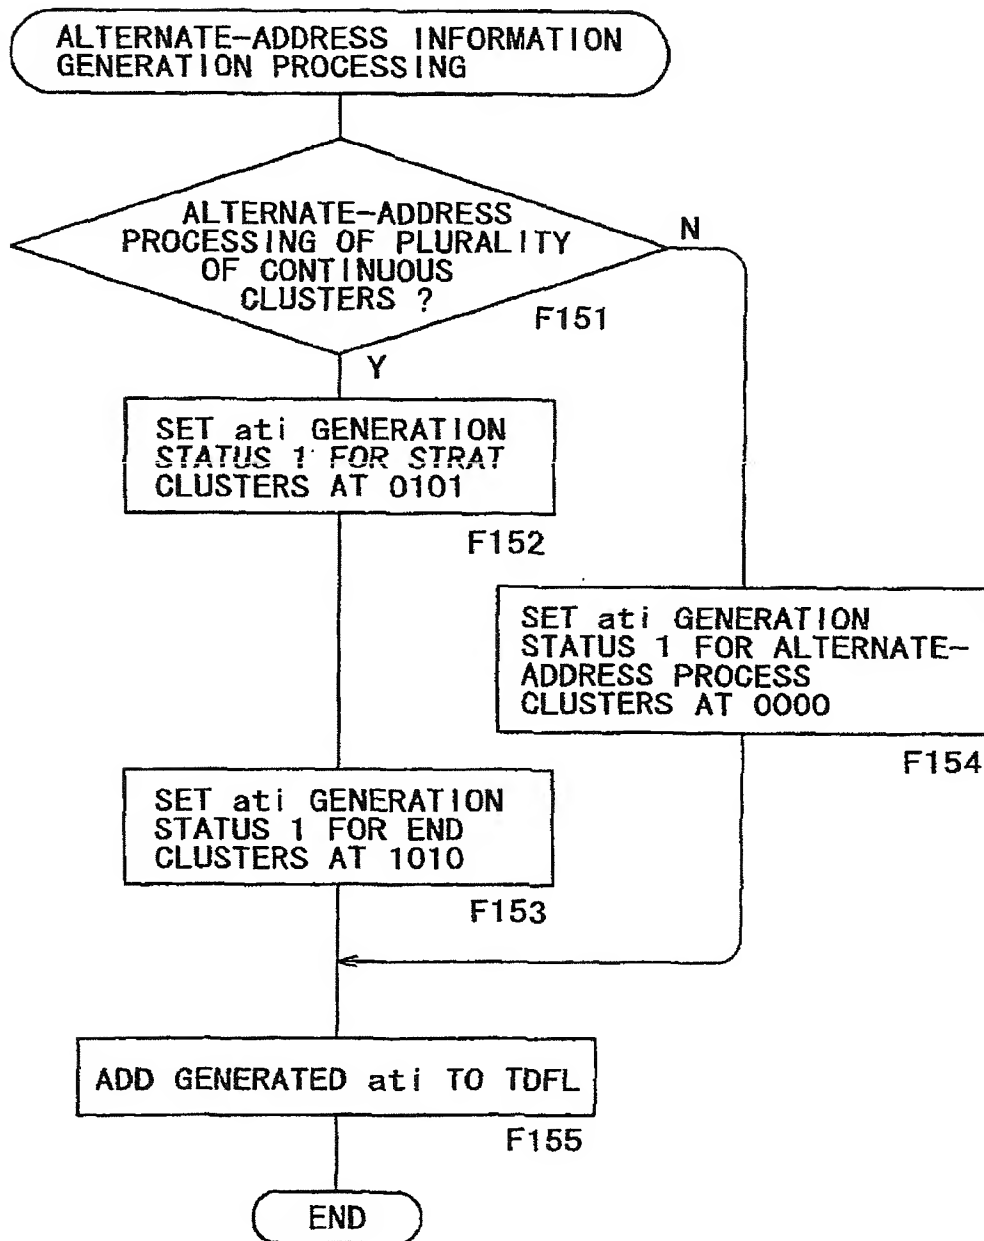 ALTERNATE-ADDRESS INFORMATION
GENERATION PROCESSING
ALTERNATE-ADDRESS
PROCESSING OF PLURALITY
OF CONTINUOUS
CLUSTERS ?
N
F151
Y
SET ati GENERATION
STATUS 1 FOR STRAT
CLUSTERS AT 0101
F152
SET ati GENERATION
STATUS 1 FOR ALTERNATE-
ADDRESS PROCESS
CLUSTERS AT 0000
F154
SET ati GENERATION
STATUS 1 FOR END
CLUSTERS AT 1010
F153
ADD GENERATED ati TO TDFL
F155
END